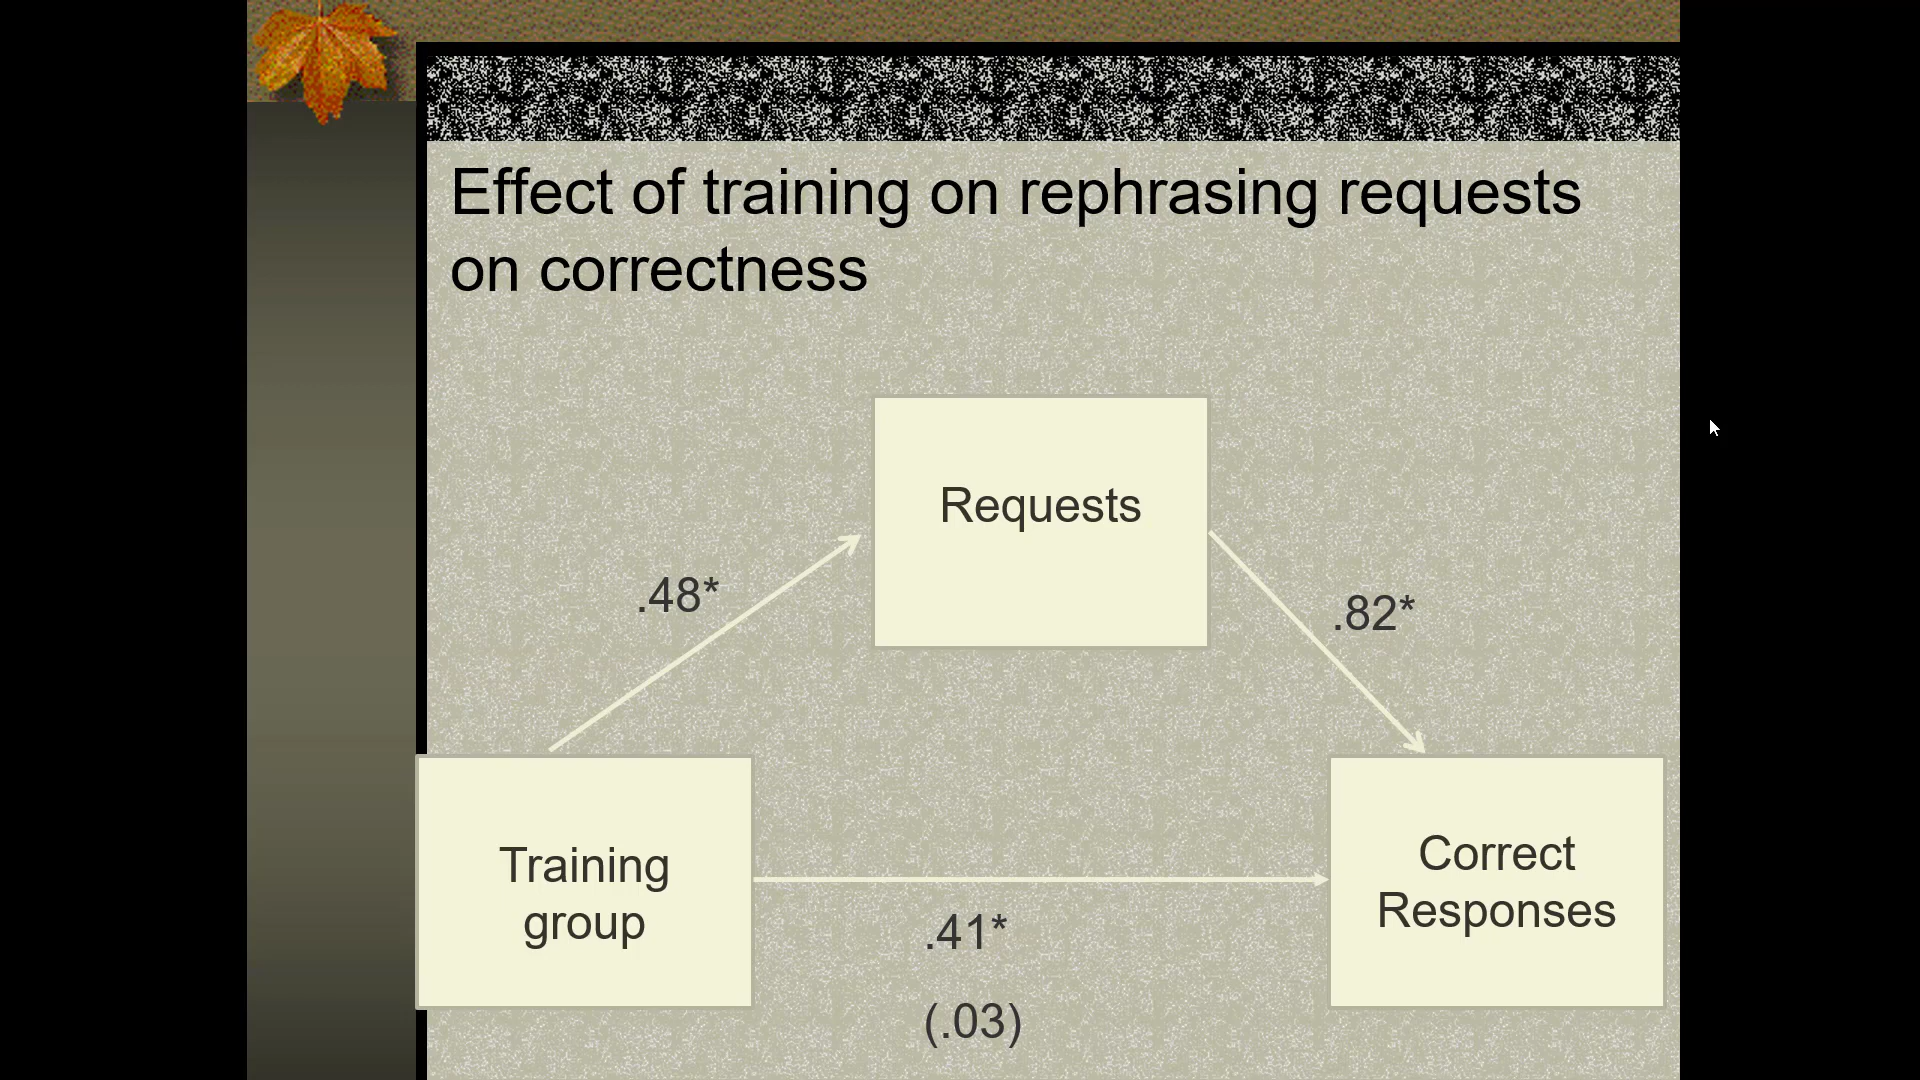 Effect of training on rephrasing requests
on correctness
Requests
.48*
.82*
Training
group
Correct
Responses
.41*
(.03)